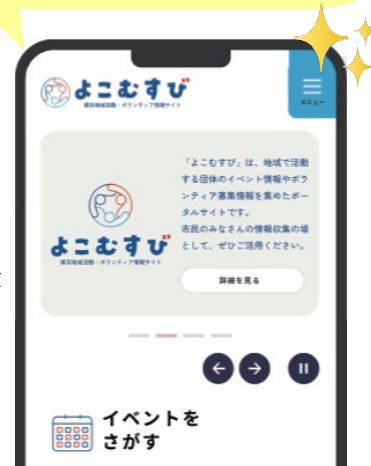 よこむすび
横浜地域活動・ボランティア情報サイト
メニュー
「よこむすび」は、地域で活動
する団体のイベント情報やボラ
ンティア募集情報を集めたポー
タルサイトです。
市民のみなさんの情報収集の場
として、ぜひご活用ください。
よこむすび
横浜地域活動・ボランティア情報サイト
詳細を見る
イベントを
さがす